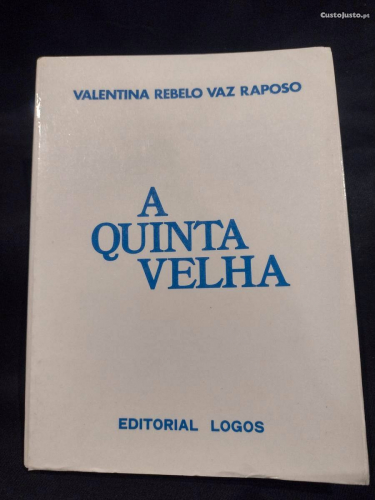 CustoJusto.pt
VALENTINA REBELO VAZ RAPOSO
A
QUINTA
VELHA
EDITORIAL LOGOS